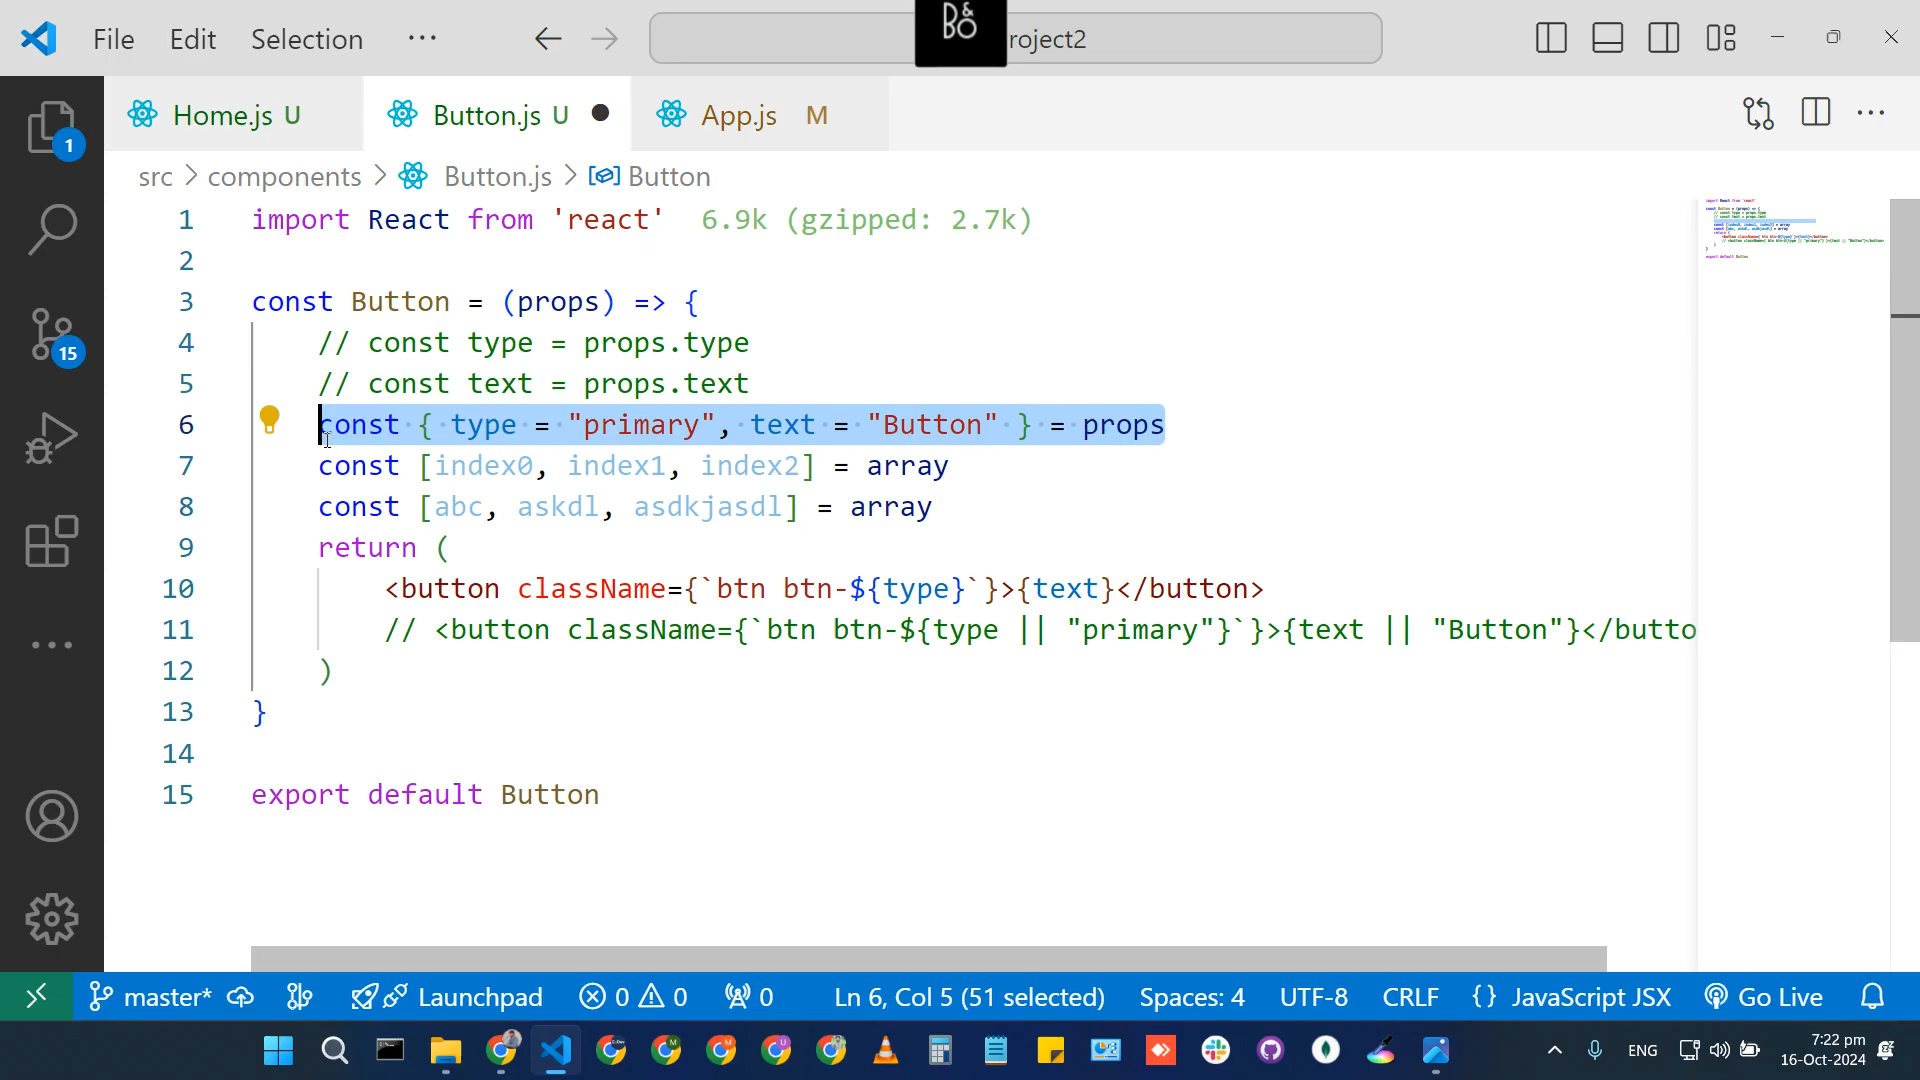 File Edit Selection ... roject2
B&O
Home.js U Button.js U App.js M
src > components > Button.js > Button
1 import React from 'react' 6.9k (gzipped: 2.7k)
2
3 const Button = (props) => {
4 // const type = props.type
5 // const text = props.text
6 const { type = "primary", text = "Button" } = props
7 const [index0, index1, index2] = array
8 const [abc, askdl, asdkjasdl] = array
9 return (
10 <button className={`btn btn-${type}`}>{text}</button>
11 // <button className={`btn btn-${type || "primary"}`}>{text || "Button"}</butto
12 )
13 }
14
15 export default Button
1
15
master* Launchpad 0 0 0 Ln 6, Col 5 (51 selected) Spaces: 4 UTF-8 CRLF {} JavaScript JSX Go Live
ENG 7:22 pm
16-Oct-2024